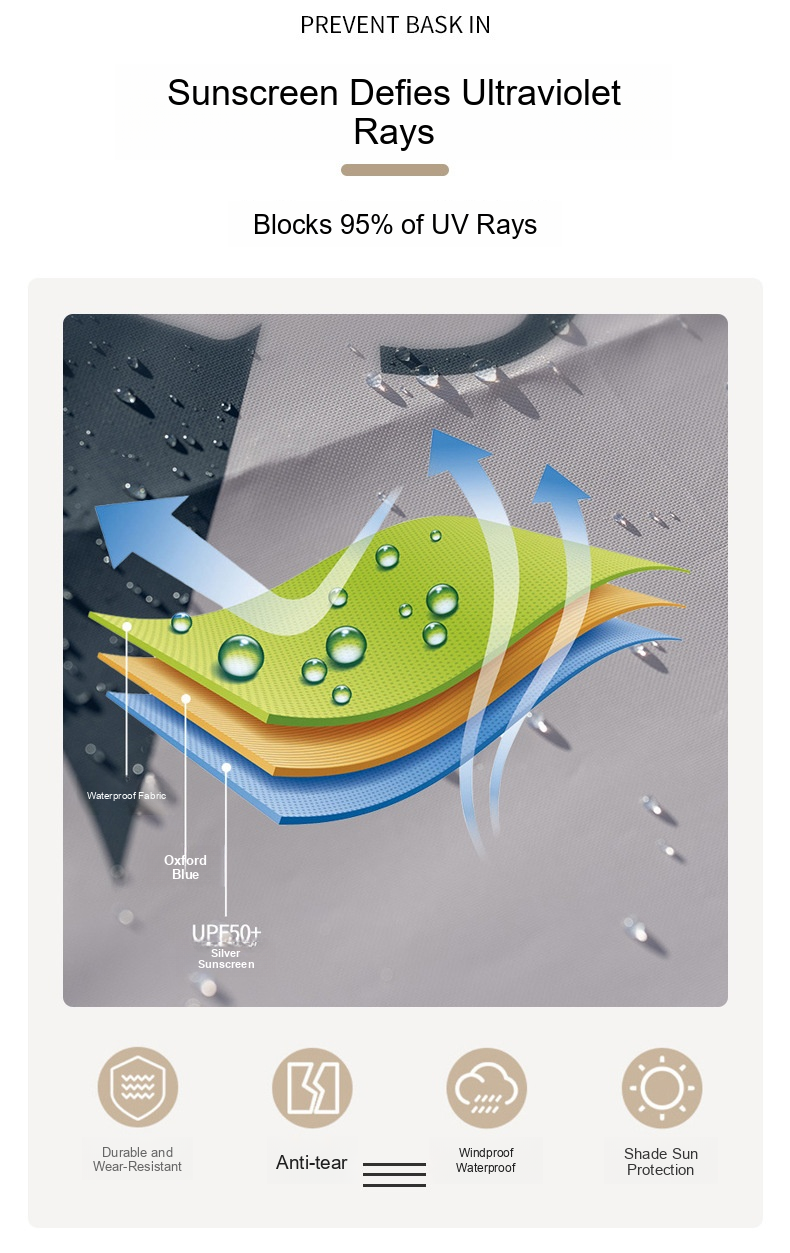 PREVENT BASK IN
Sunscreen Defies Ultraviolet
Rays
Blocks 95% of UV Rays
Waterproof Fabric
Oxford
Blue
UPF50+
Silver
Sunscreen
Durable and
Wear-Resistant
Anti-tear
Windproof
Waterproof
Shade Sun
Protection